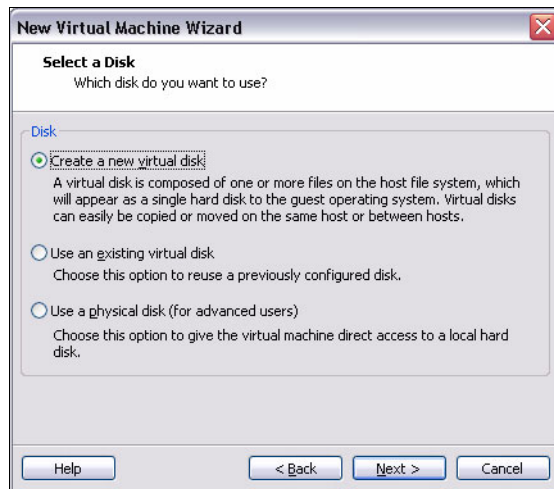 New Virtual Machine Wizard
Select a Disk
Which disk do you want to use?
Disk
Create a new virtual disk
A virtual disk is composed of one or more files on the host file system, which
will appear as a single hard disk to the guest operating system. Virtual disks
can easily be copied or moved on the same host or between hosts.
Use an existing virtual disk
Choose this option to reuse a previously configured disk.
Use a physical disk (for advanced users)
Choose this option to give the virtual machine direct access to a local hard
disk.
Help
< Back
Next >
Cancel